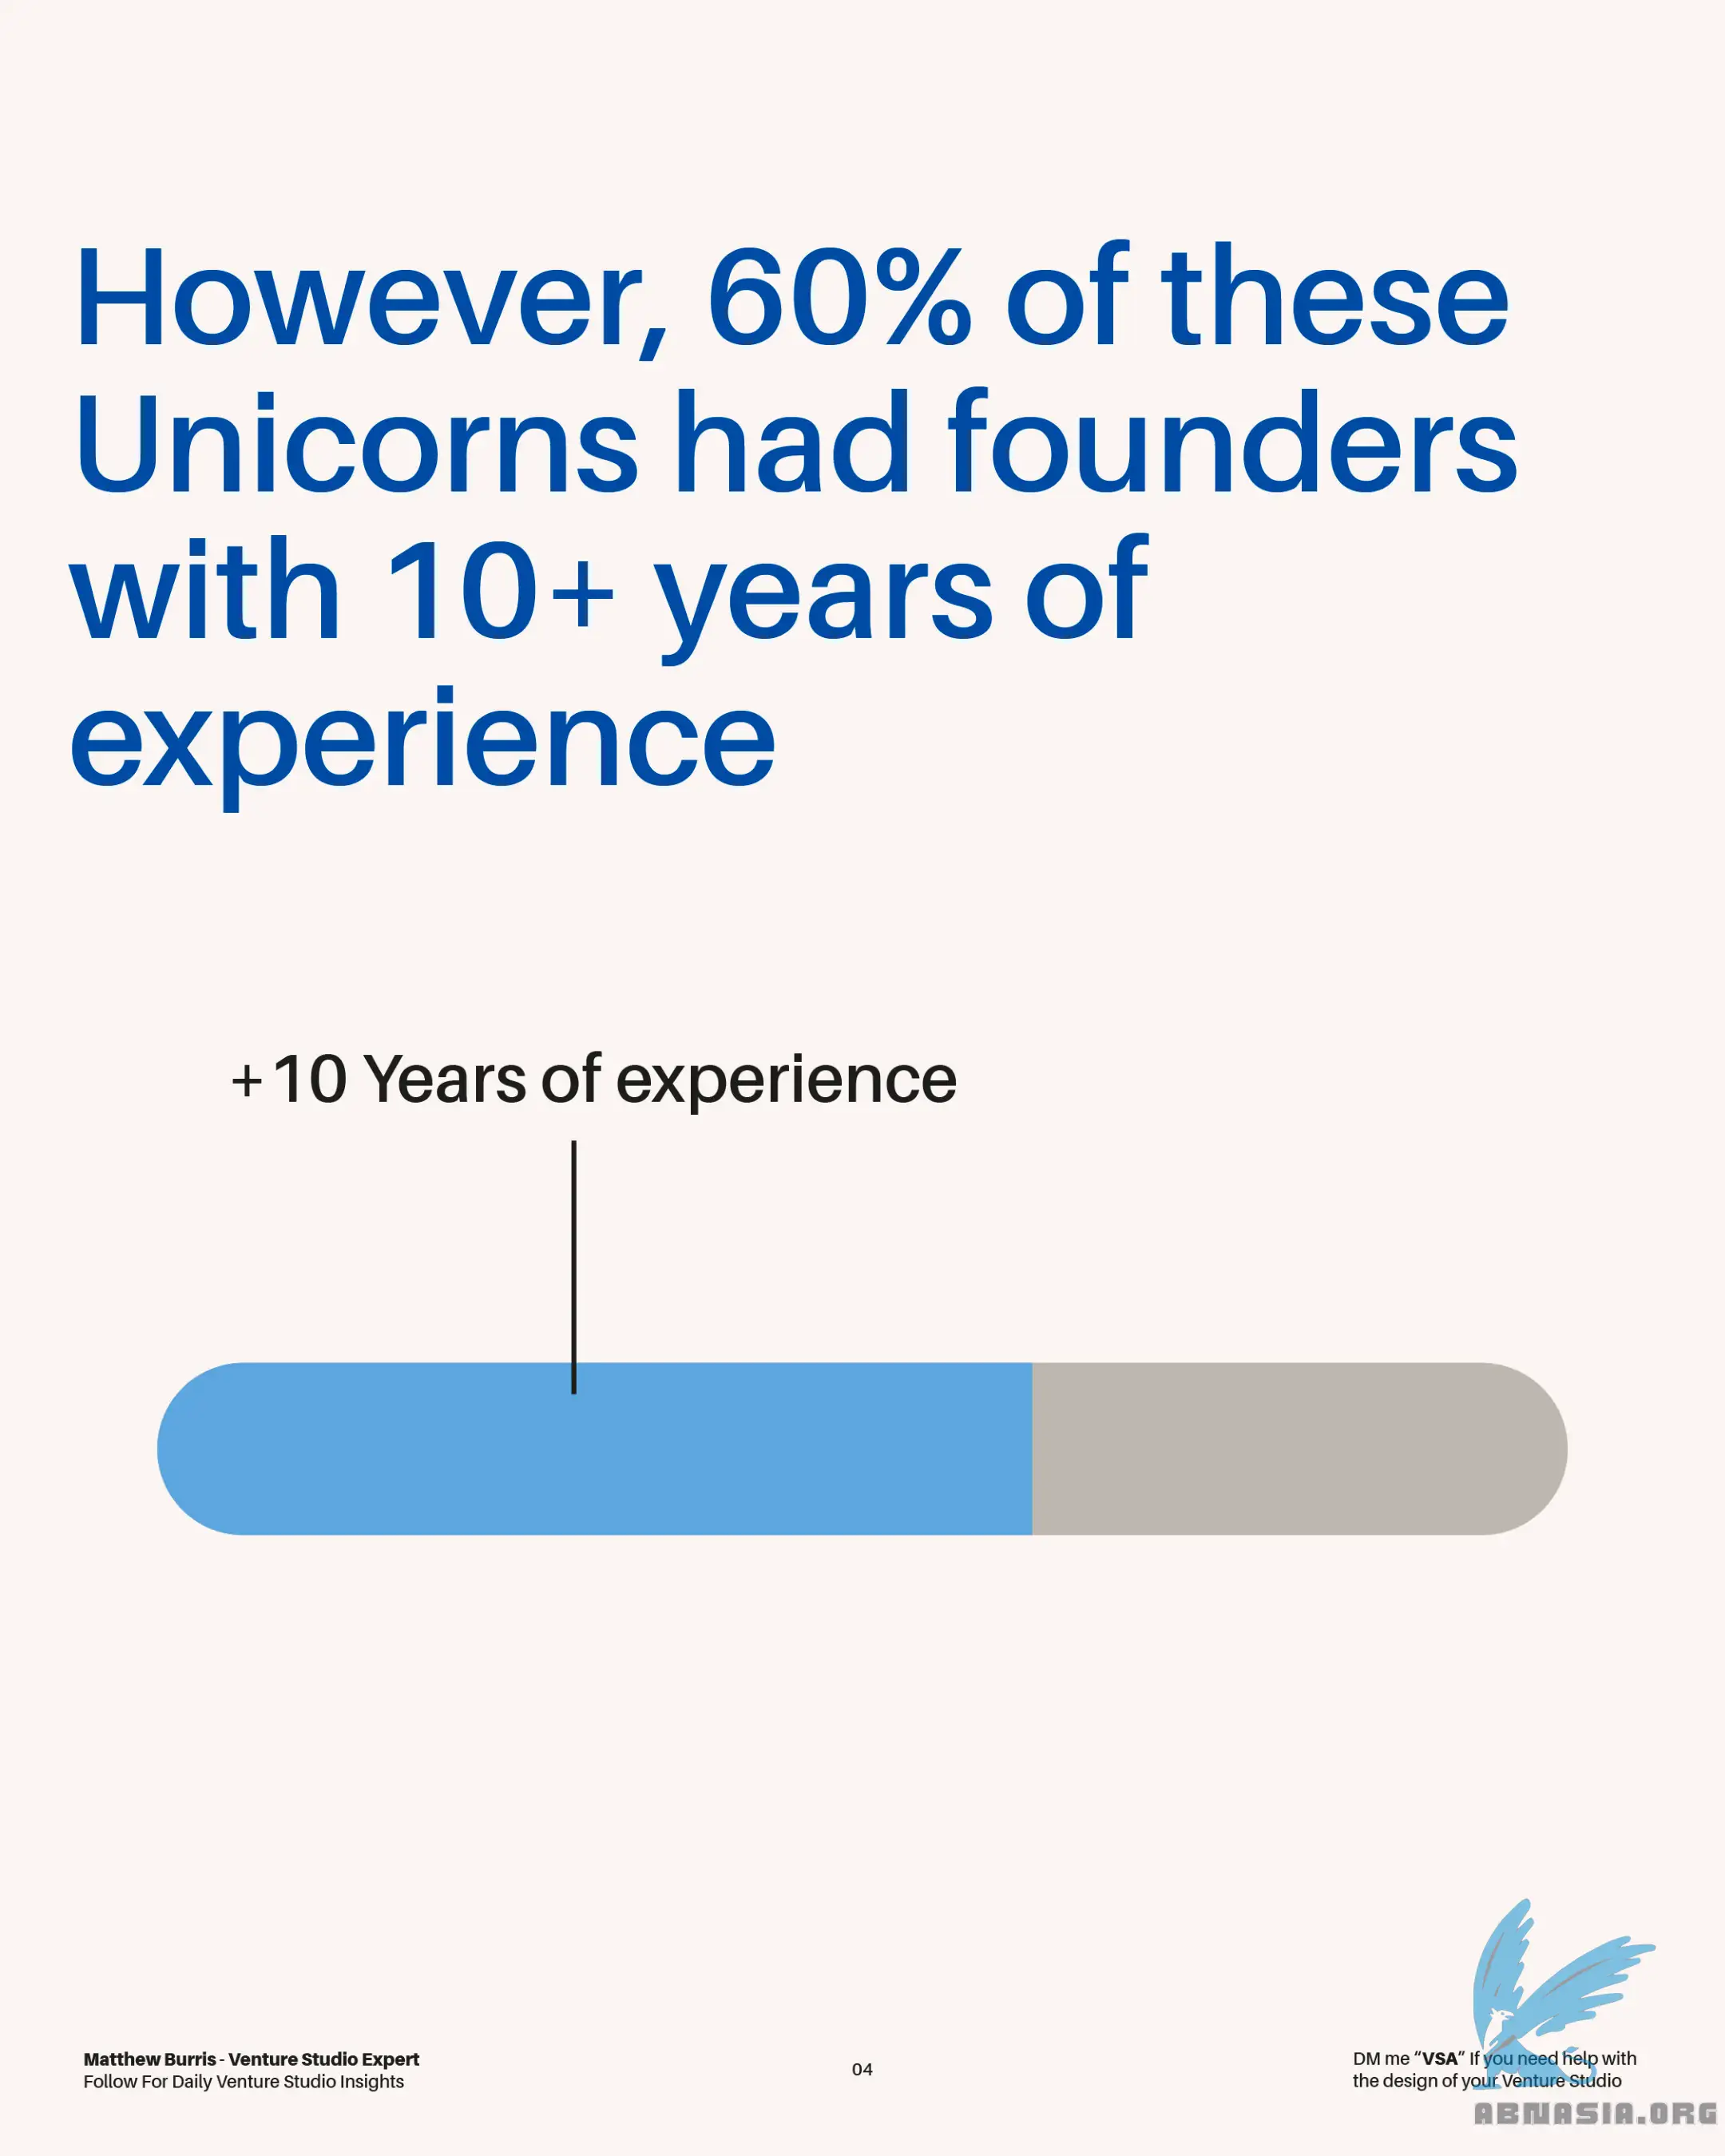 However, 60% of these
Unicorns had founders
with 10+ years of
experience
+10 Years of experience
Matthew Burris - Venture Studio Expert
Follow For Daily Venture Studio Insights
04
DM me “VSA” If you need help with
the design of your Venture Studio
ABNASIA.ORG